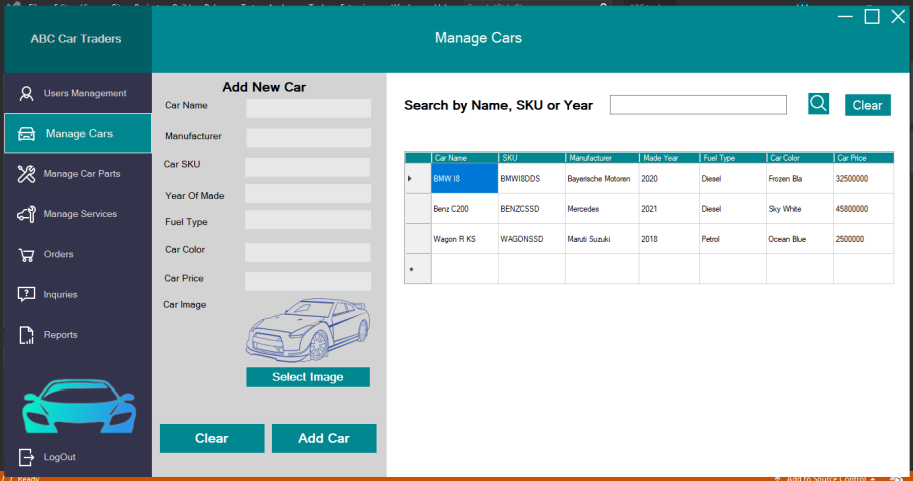 ABC Car Traders
Manage Cars
Users Management
Manage Cars
Manage Car Parts
Manage Services
Orders
Inquries
Reports
LogOut
Add New Car
Car Name
Manufacturer
Car SKU
Year Of Made
Fuel Type
Car Color
Car Price
Car Image
Select Image
Clear Add Car
Search by Name, SKU or Year Clear
Car Name SKU Manufacturer Made Year Fuel Type Car Color Car Price
BMW I8 BMWI8DDS Bayerische Motoren 2020 Diesel Frozen Bla 32500000
Benz C200 BENZCSSD Mercedes 2021 Diesel Sky White 45800000
Wagon R KS WAGONSSD Maruti Suzuki 2018 Petrol Ocean Blue 2500000
*
Ready Add to Source Control